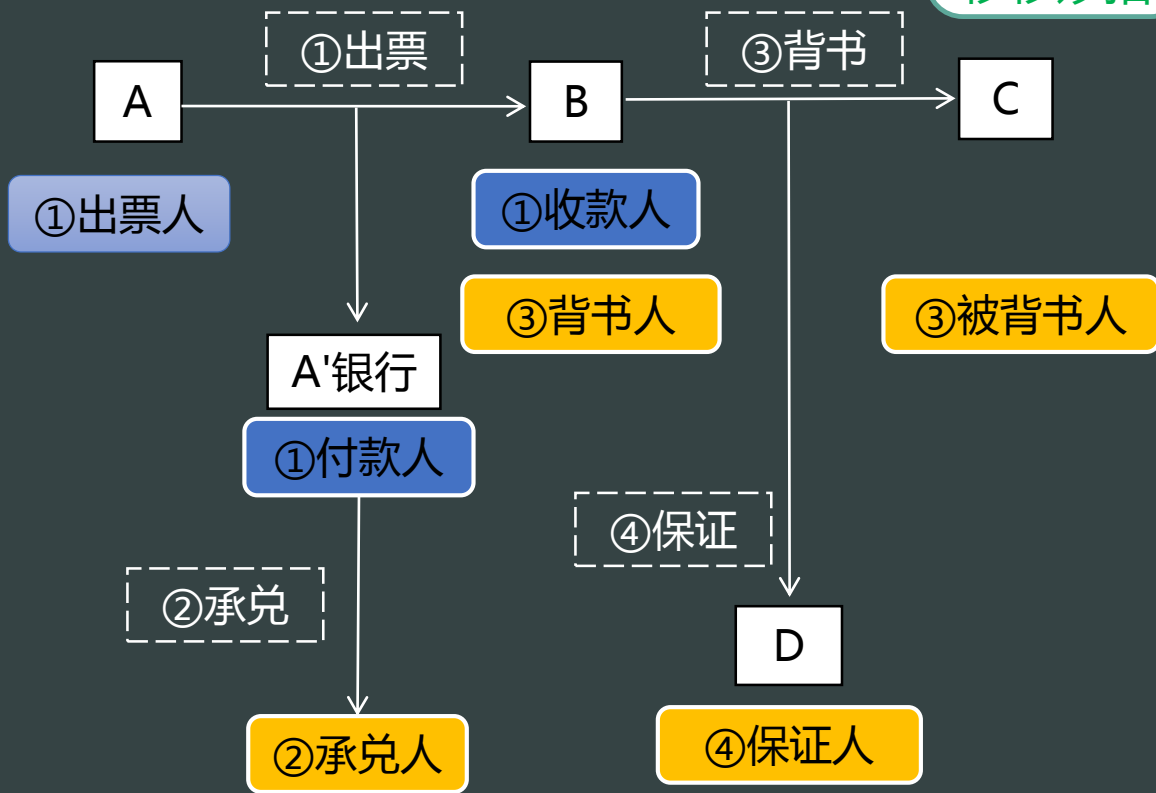 ①出票
③背书
A
B
C
①出票人
①收款人
③背书人
③被背书人
A'银行
①付款人
④保证
②承兑
D
②承兑人
④保证人